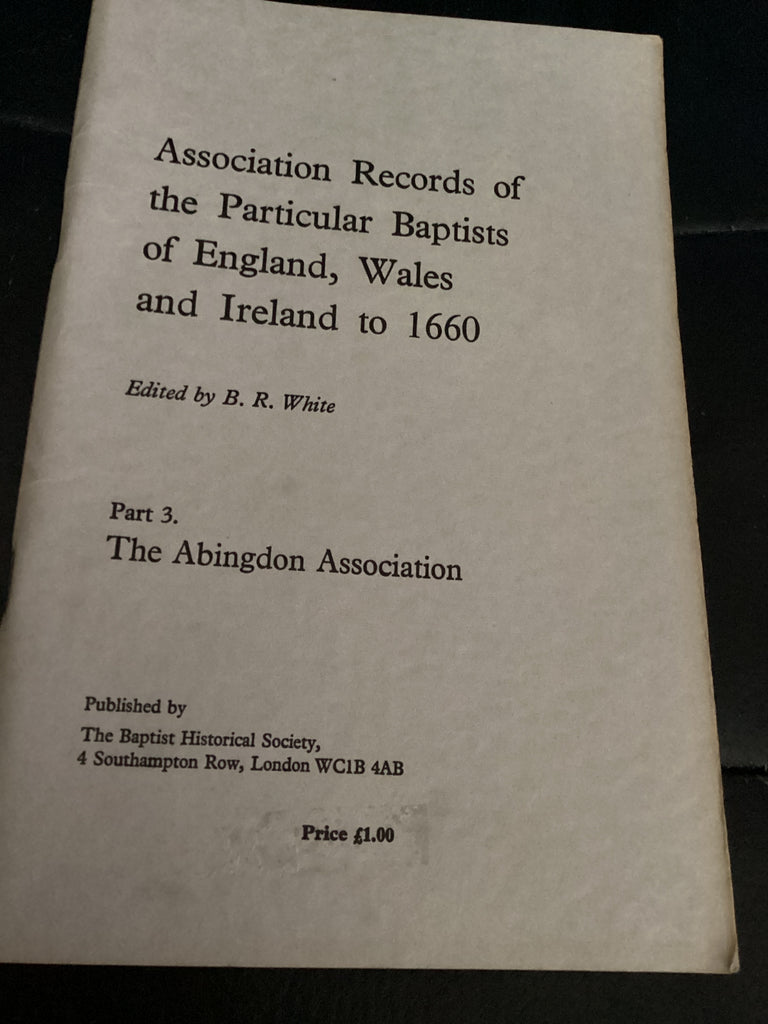 Association Records of
the Particular Baptists
of England, Wales
and Ireland to 1660
Edited by B. R. White
Part 3.
The Abingdon Association
Published by
The Baptist Historical Society,
4 Southampton Row, London WC1B 4AB
Price £1.00